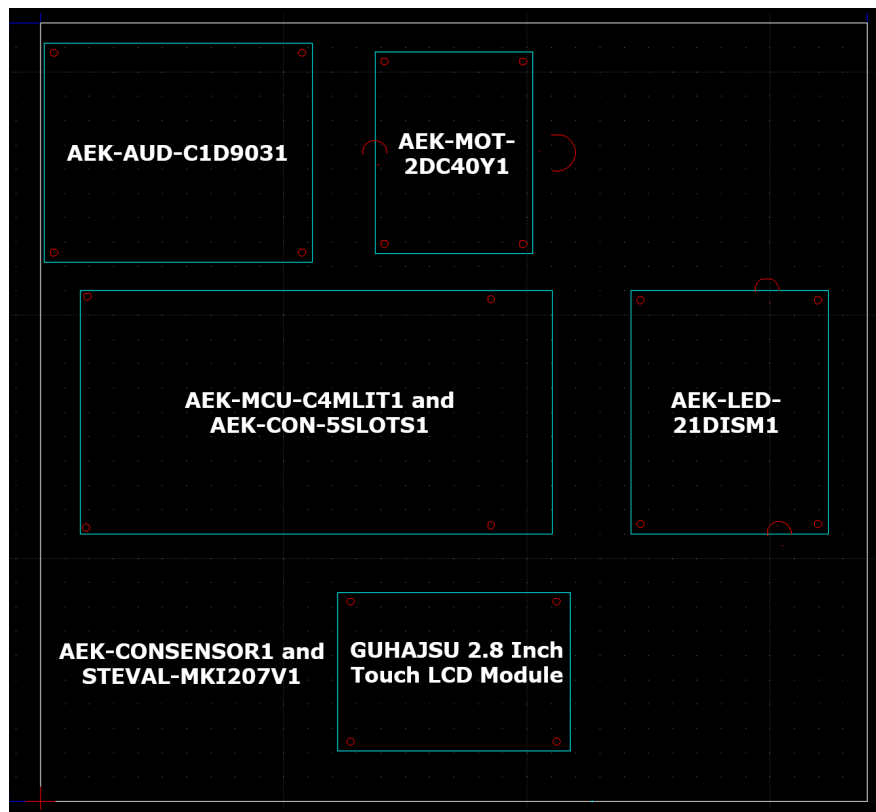 AEK-AUD-C1D9031
AEK-MOT-
2DC40Y1
AEK-MCU-C4MLIT1 and
AEK-CON-5SLOTS1
AEK-LED-
21DISM1
AEK-CONSENSOR1 and
STEVAL-MKI207V1
GUHAJSU 2.8 Inch
Touch LCD Module